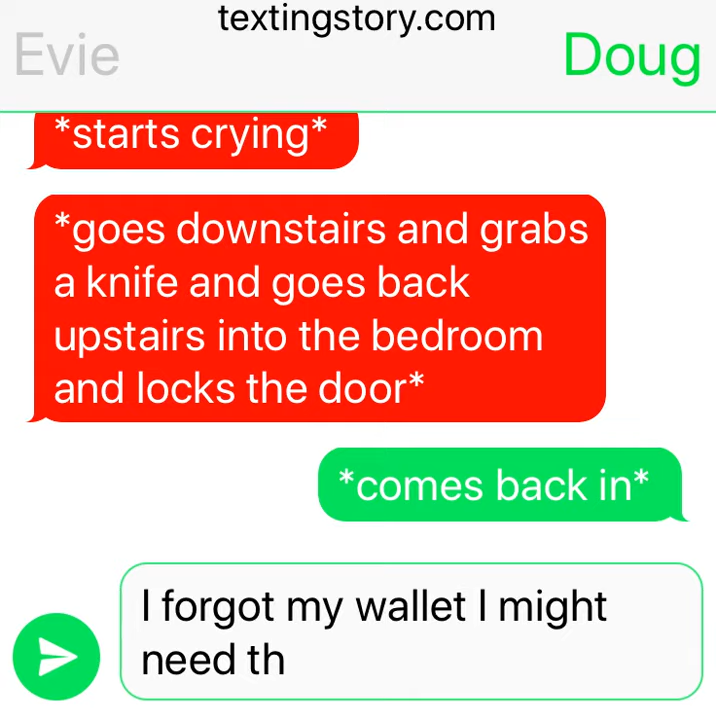 textingstory.com
Evie
Doug
*starts crying*
*goes downstairs and grabs
a knife and goes back
upstairs into the bedroom
and locks the door*
*comes back in*
I forgot my wallet I might
need th